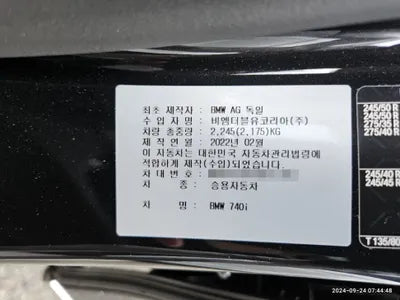 최초 제작자 : BMW AG 독일
수 입 자 명 : 비엠더블유코리아(주)
차량 총중량 : 2,245(2,175)KG
제 작 연 월 : 2022년 02월
이 자동차는 대한민국 자동차관리법령에
적합하게 제작(수입)되었습니다.
차 대 번 호 :
차 종 : 승용자동차
차 명 : BMW 740i
245/50 R
245/50 R
275/35 R
275/40 R
245/40 R
245/45 R
T 135/80
2024-09-24 07:44:48